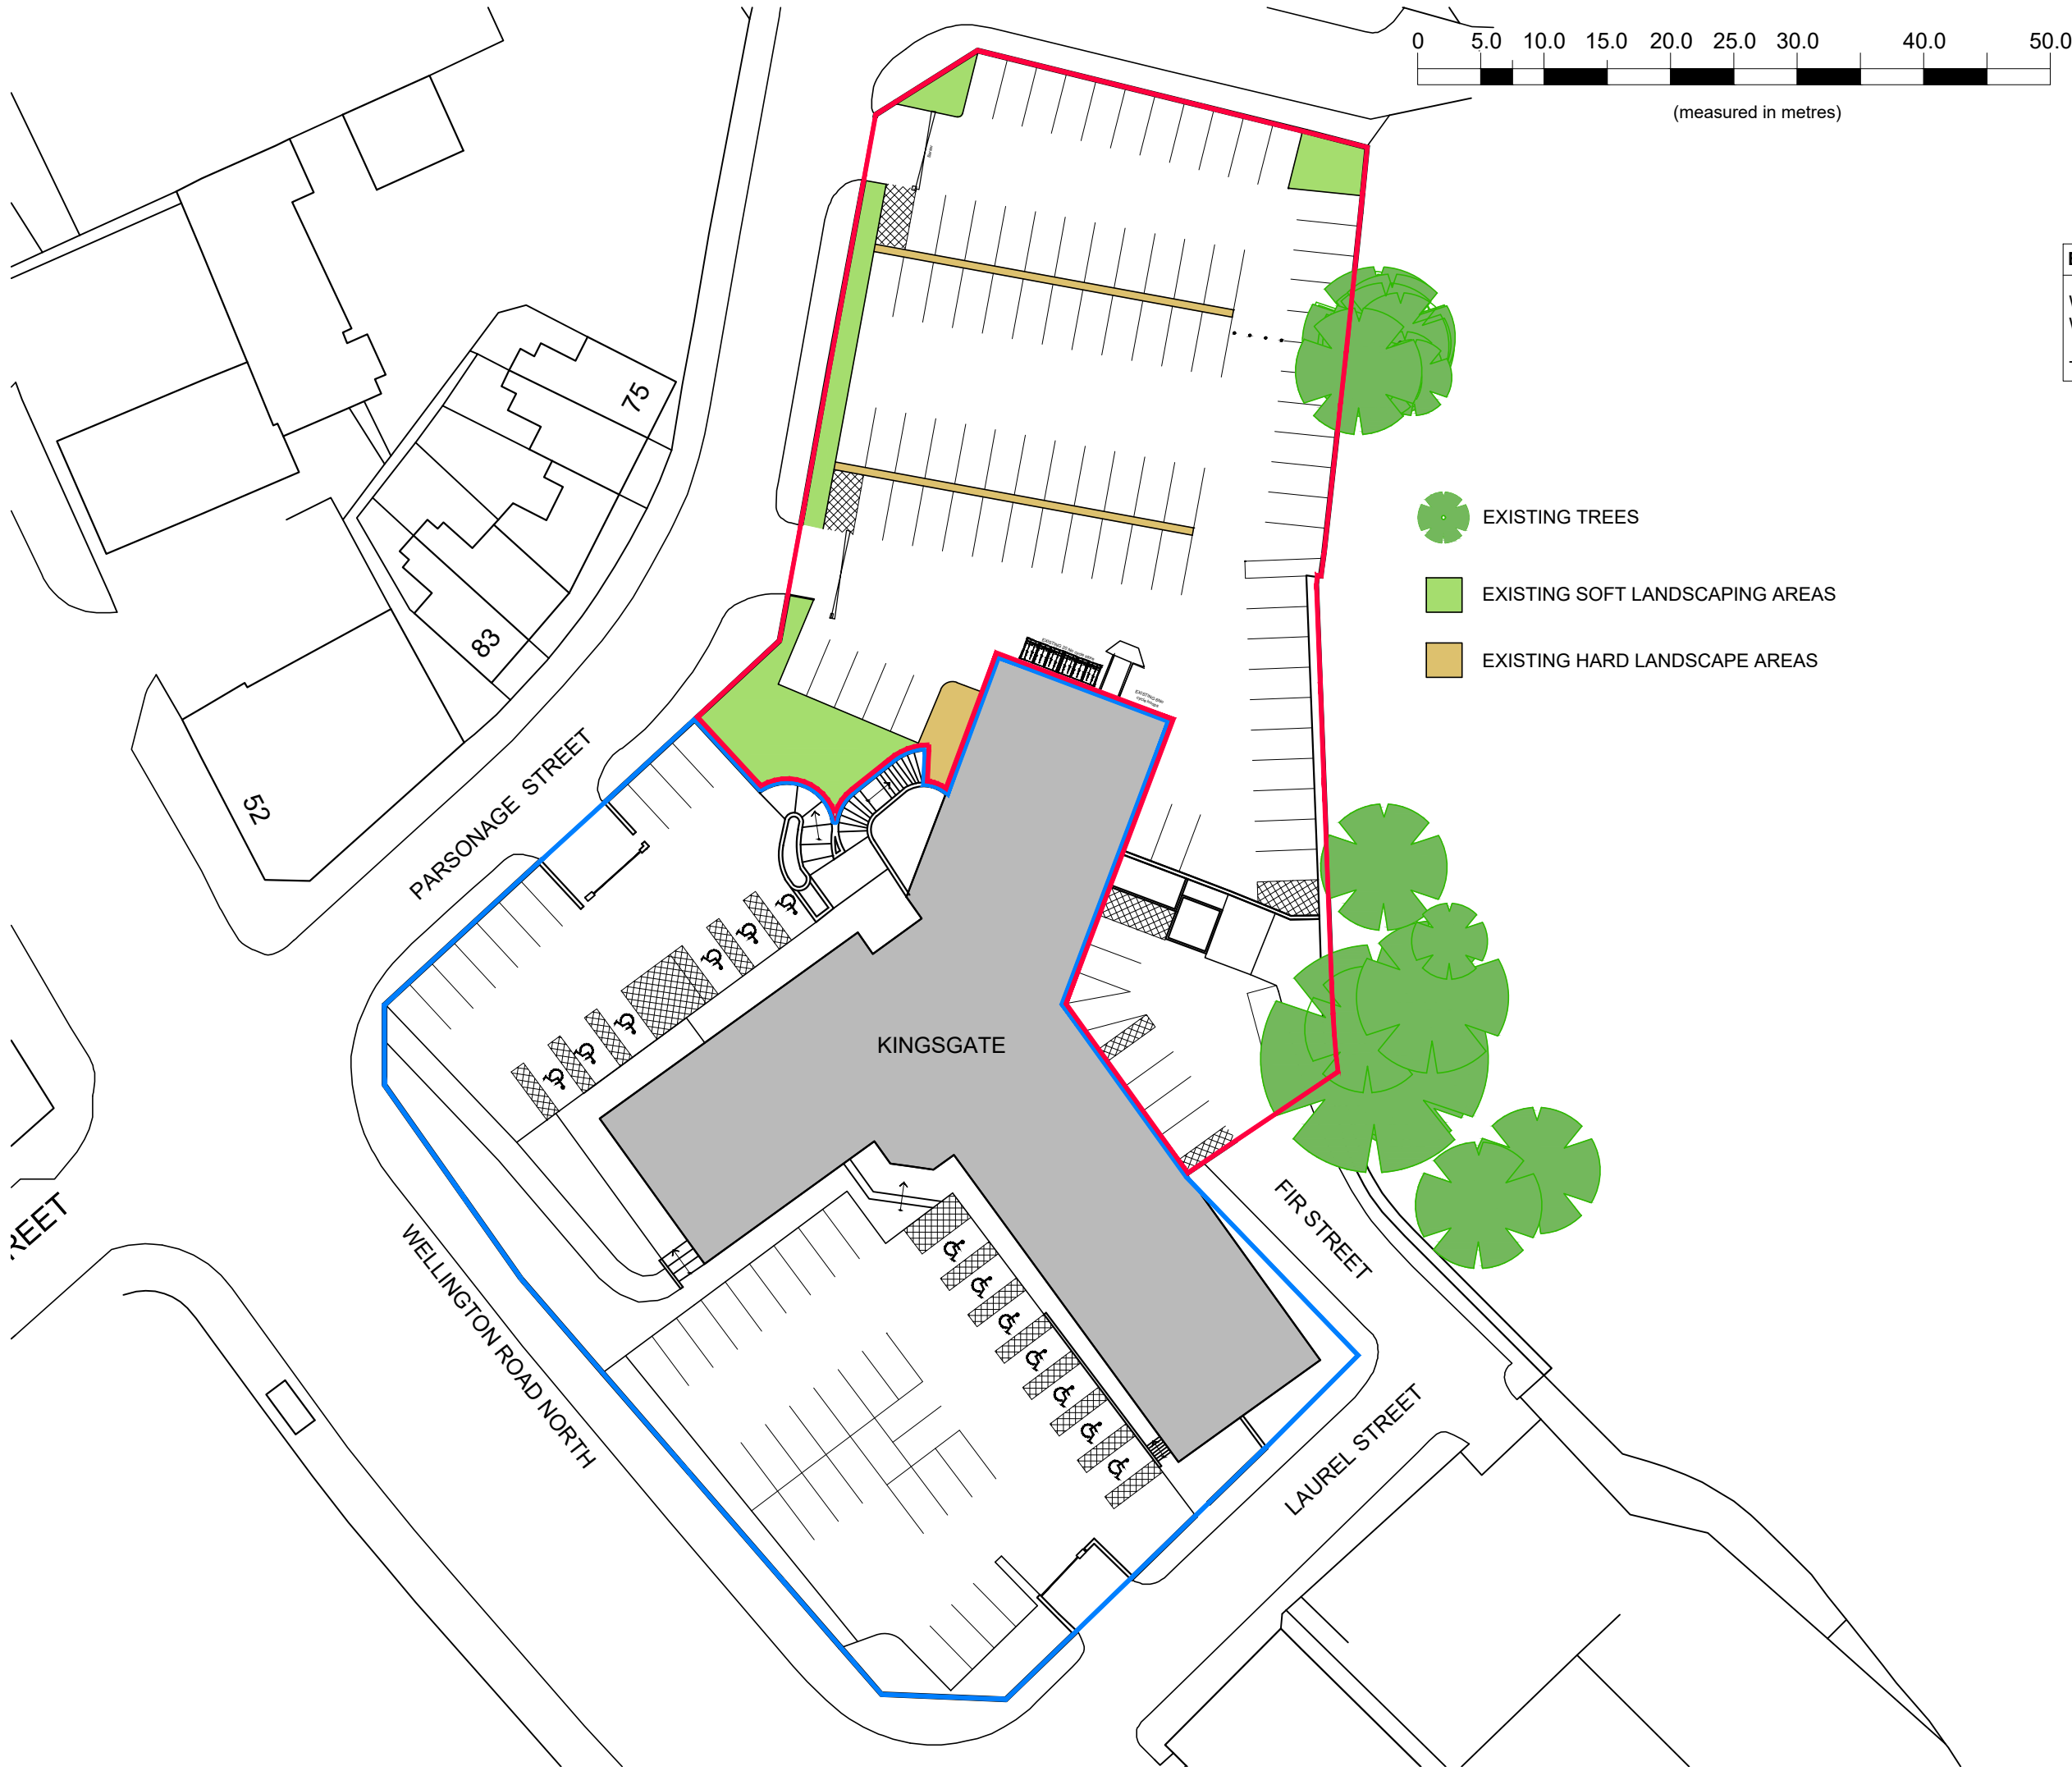 0 5.0 10.0 15.0 20.0 25.0 30.0 40.0 50.0
(measured in metres)
EXISTING TREES
EXISTING SOFT LANDSCAPING AREAS
EXISTING HARD LANDSCAPE AREAS
75
83
52
PARSONAGE STREET
KINGSGATE
FIR STREET
WELLINGTON ROAD NORTH
LAUREL STREET
REET